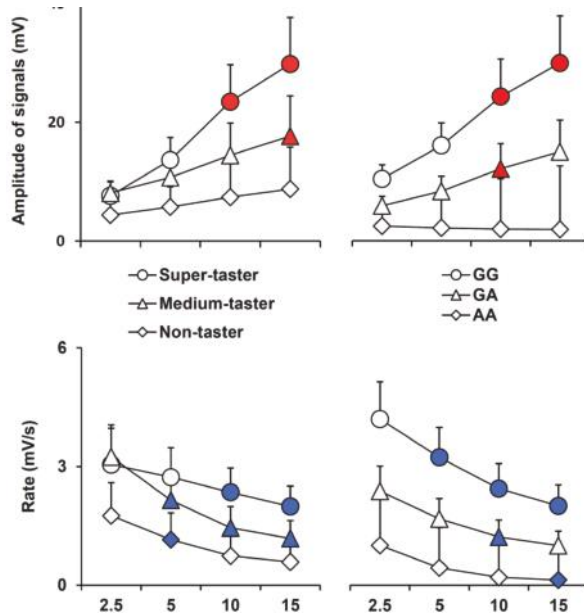 Amplitude of signals (mV)
20
0
Super-taster
Medium-taster
Non-taster
GG
GA
AA
Rate (mV/s)
6
3
0
2.5 5 10 15
2.5 5 10 15